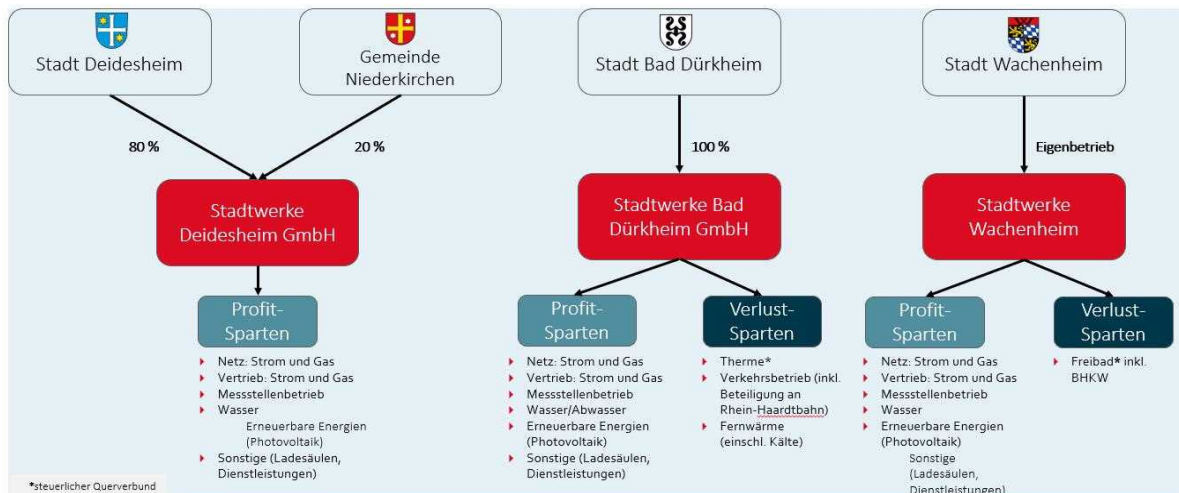 Stadt Deidesheim
Gemeinde
Niederkirchen
Stadt Bad Dürkheim
Stadt Wachenheim
80 %
20 %
100 %
Eigenbetrieb
Stadtwerke
Deidesheim GmbH
Stadtwerke Bad
Dürkheim GmbH
Stadtwerke
Wachenheim
Profit-
Sparten
Netz: Strom und Gas
Vertrieb: Strom und Gas
Messstellenbetrieb
Wasser
Erneuerbare Energien
(Photovoltaik)
Sonstige (Ladesäulen,
Dienstleistungen)
Profit-
Sparten
Netz: Strom und Gas
Vertrieb: Strom und Gas
Messstellenbetrieb
Wasser/Abwasser
Erneuerbare Energien
(Photovoltaik)
Sonstige (Ladesäulen,
Dienstleistungen)
Verlust-
Sparten
Therme*
Verkehrsbetrieb (inkl.
Beteiligung an
Rhein-Haardtbahn)
Fernwärme
(einschl. Kälte)
Profit-
Sparten
Netz: Strom und Gas
Vertrieb: Strom und Gas
Messstellenbetrieb
Wasser
Erneuerbare Energien
(Photovoltaik)
Sonstige
(Ladesäulen,
Dienstleistungen)
Verlust-
Sparten
Freibad* inkl.
BHKW
*steuerlicher Querverbund